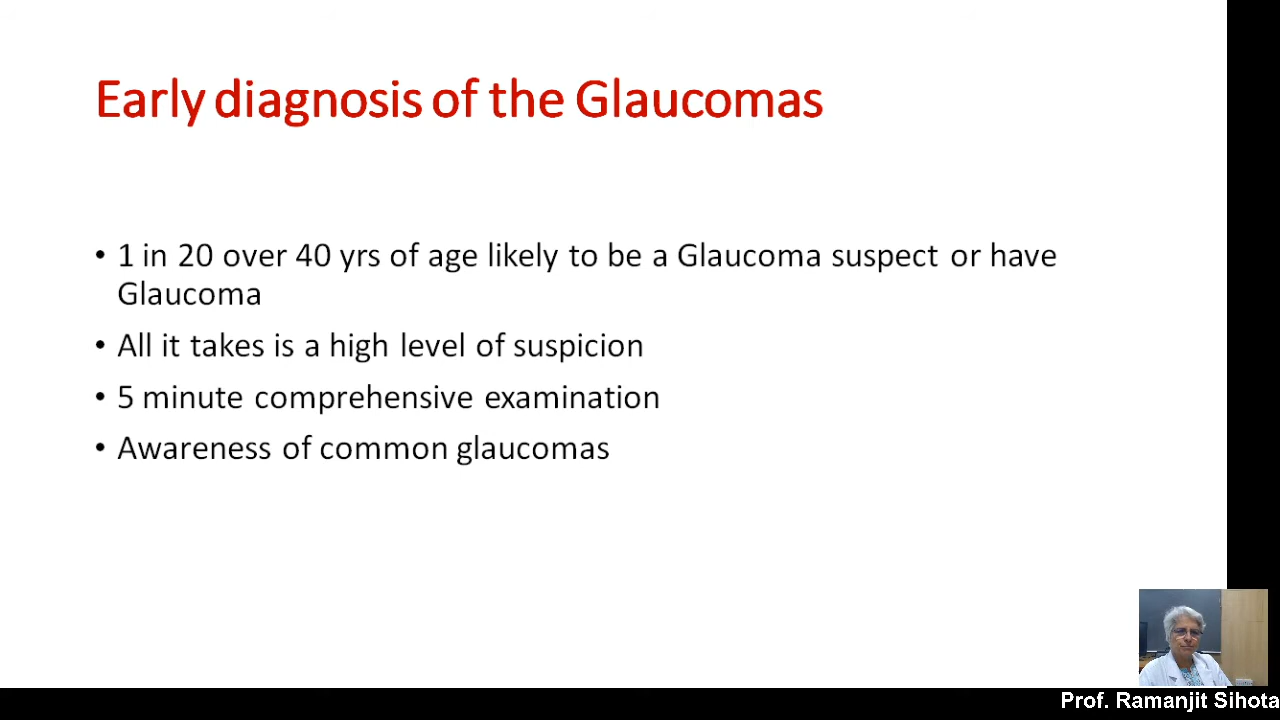 Early diagnosis of the Glaucomas
• 1 in 20 over 40 yrs of age likely to be a Glaucoma suspect or have
Glaucoma
• All it takes is a high level of suspicion
• 5 minute comprehensive examination
• Awareness of common glaucomas
Prof. Ramanjit Sihota